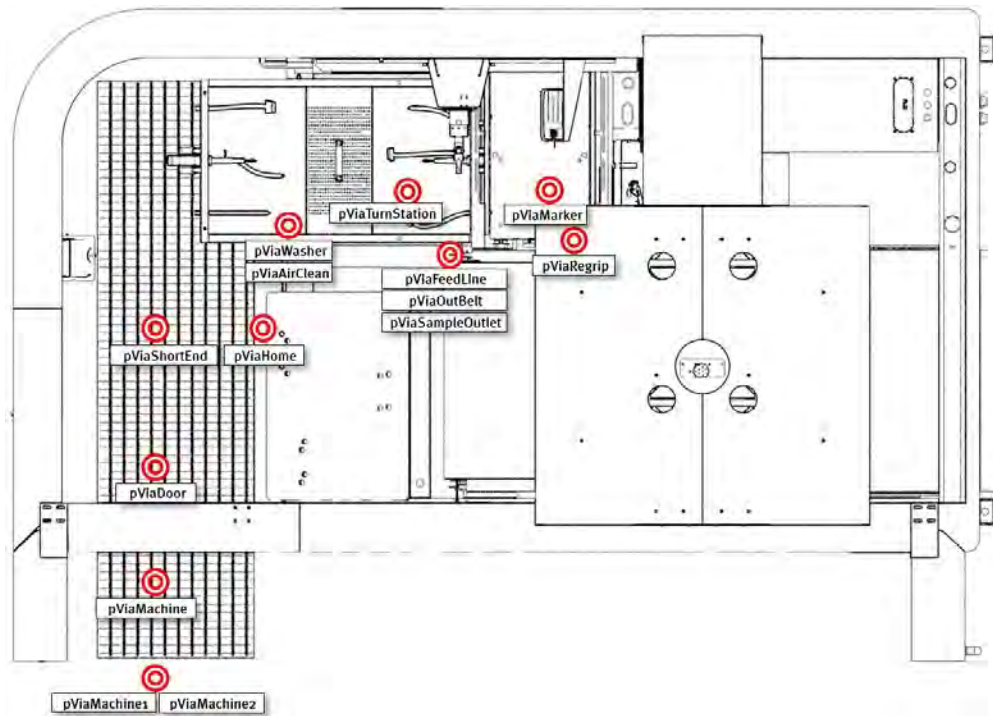 pViaTurnStation
pViaMarker
pViaWasher
pViaAirClean
pViaFeedLIne
pViaOutBelt
pViaSampleOutlet
pViaRegrip
pViaShortEnd
pViaHome
pViaDoor
pViaMachine
pViaMachine1
pViaMachine2